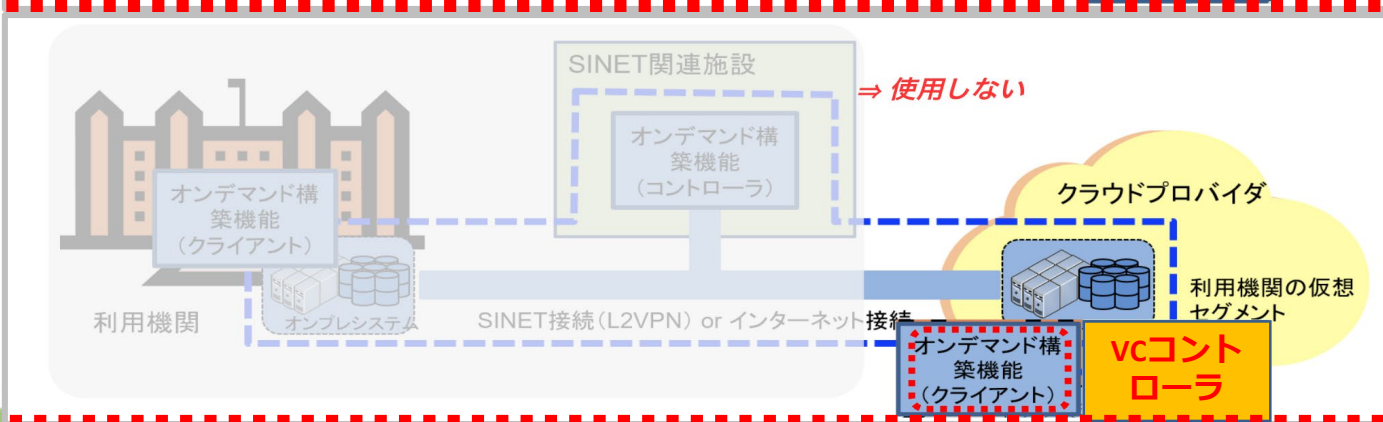 SINET関連施設
⇒ 使用しない
オンデマンド構
築機能
(コントローラ)
クラウドプロバイダ
オンデマンド構
築機能
(クライアント)
利用機関の仮想
セグメント
利用機関
オンプレシステム
SINET接続(L2VPN) or インターネット接続
オンデマンド構
築機能
(クライアント)
VCコント
ローラ